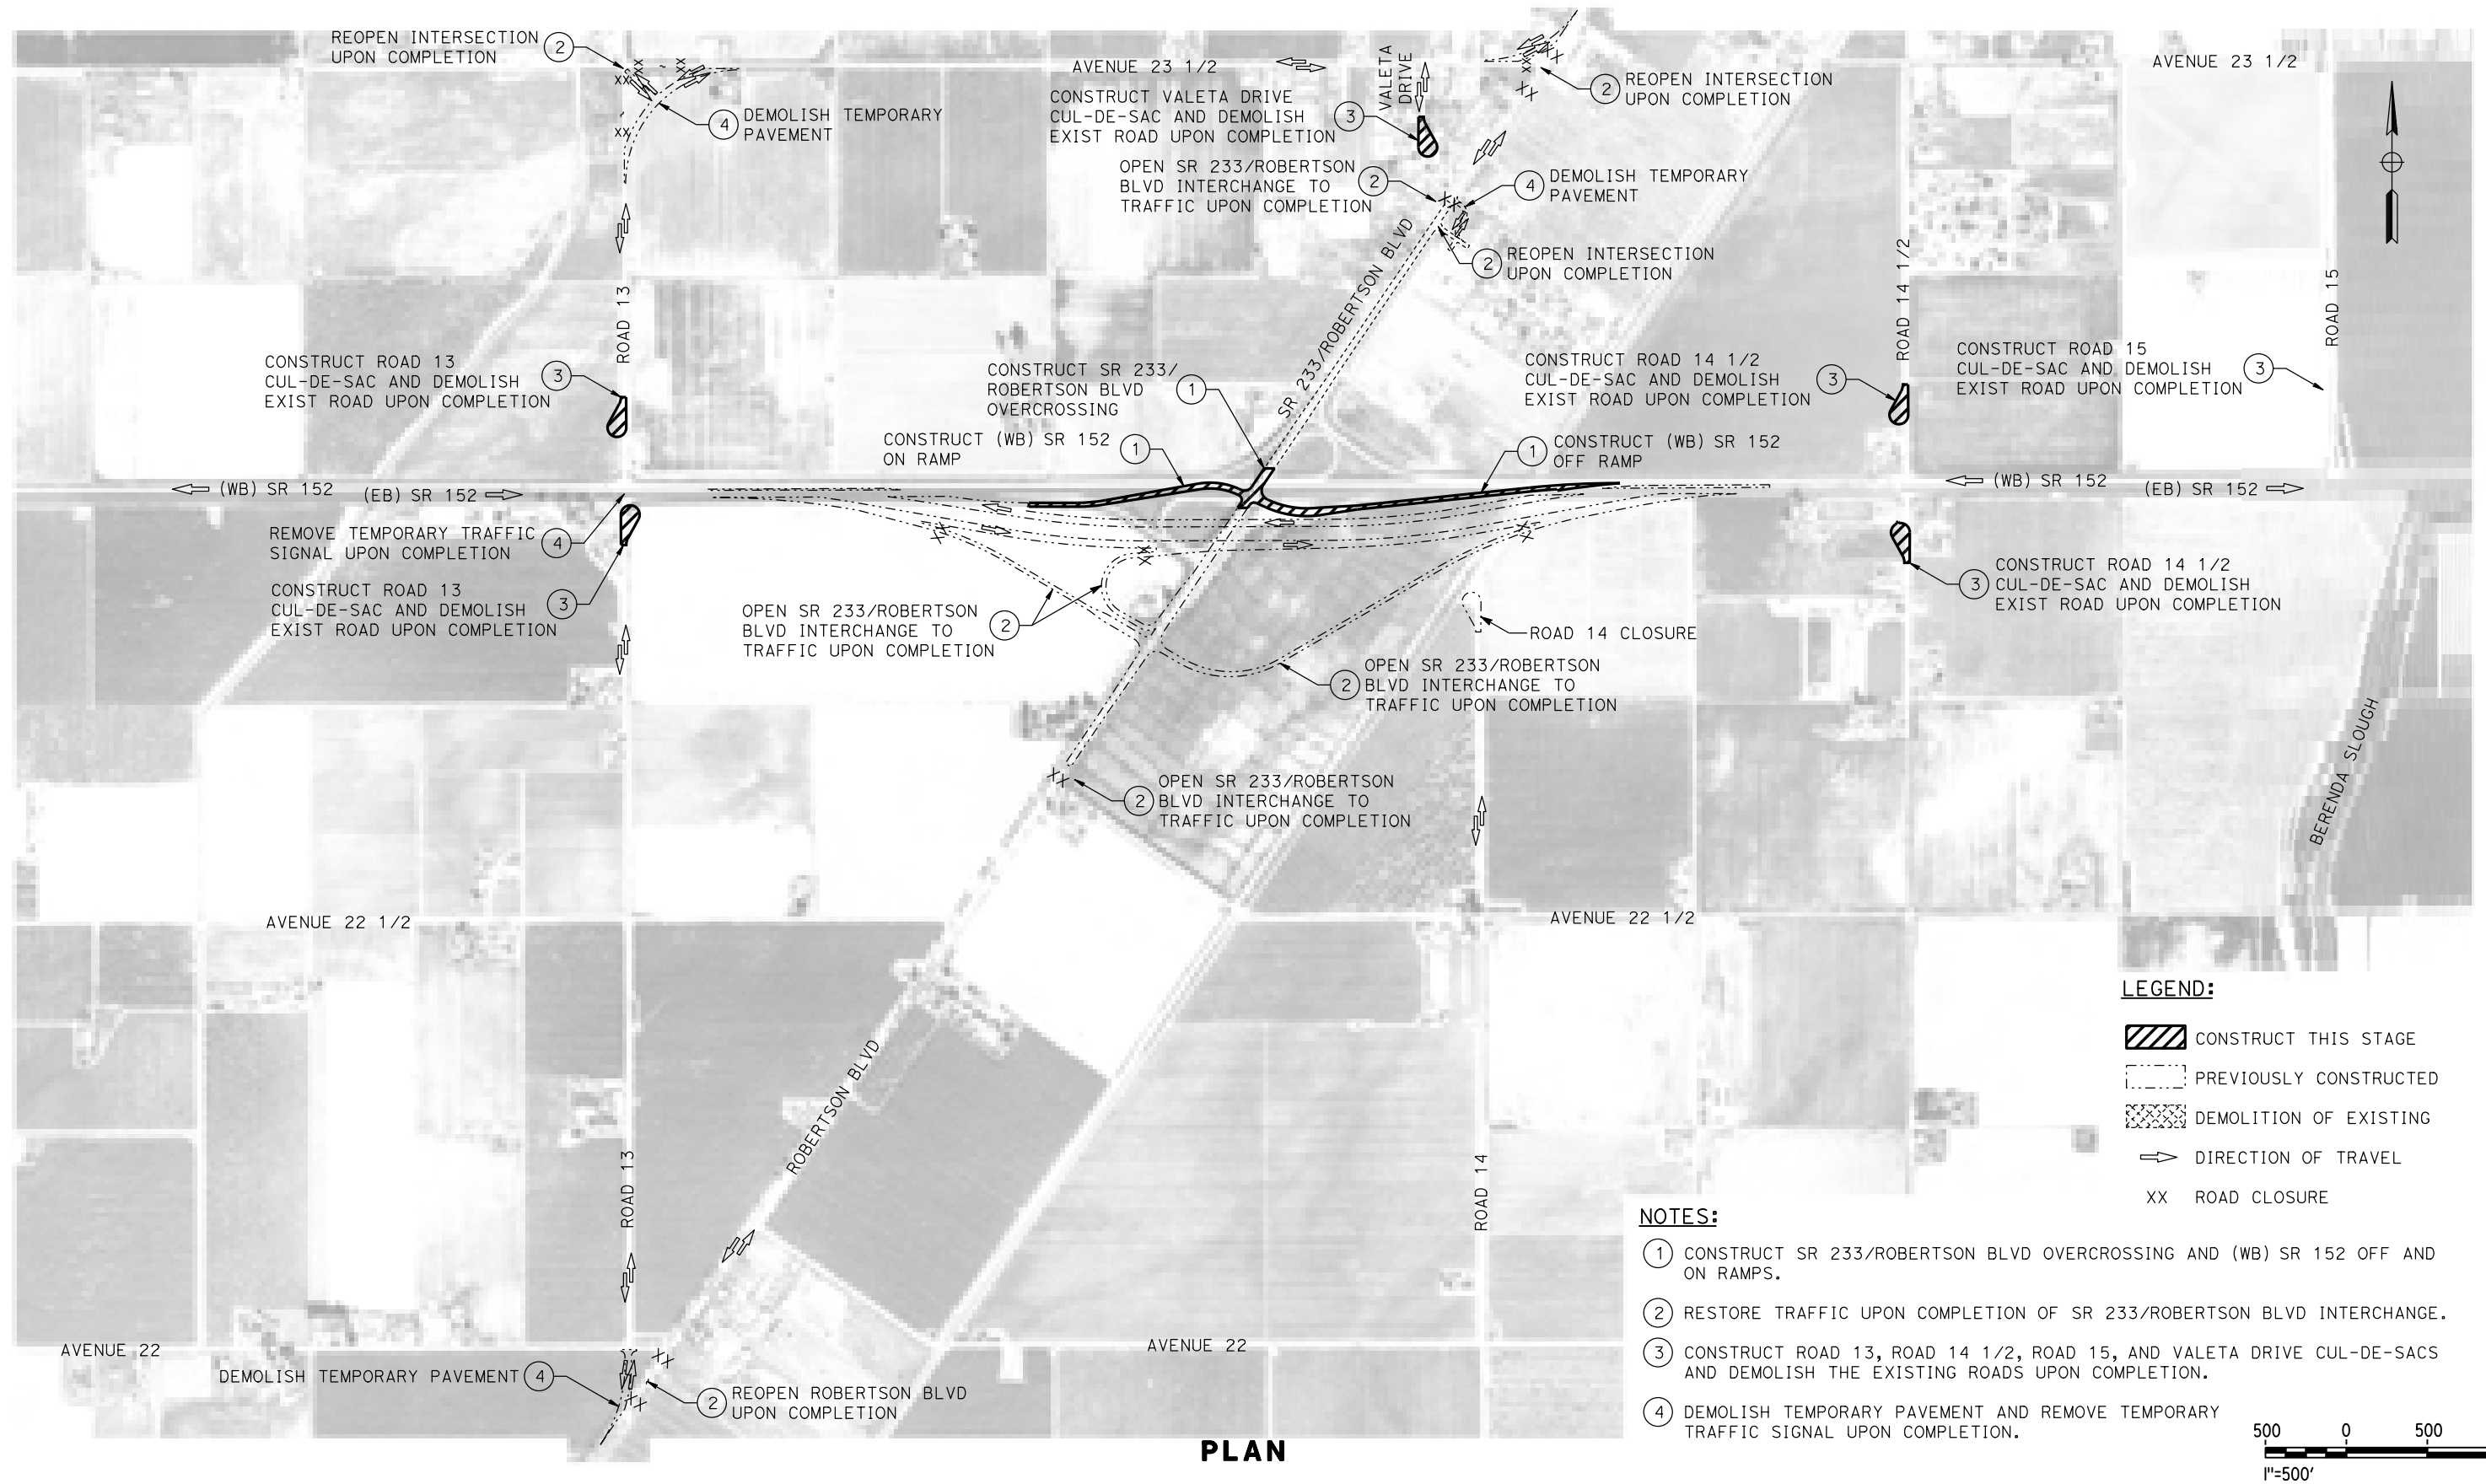 REOPEN INTERSECTION
UPON COMPLETION
2
4
DEMOLISH TEMPORARY
PAVEMENT
AVENUE 23 1/2
VALETA
DRIVE
CONSTRUCT VALETA DRIVE
CUL-DE-SAC AND DEMOLISH
EXIST ROAD UPON COMPLETION
3
2
REOPEN INTERSECTION
UPON COMPLETION
AVENUE 23 1/2
OPEN SR 233/ROBERTSON
BLVD INTERCHANGE TO
TRAFFIC UPON COMPLETION
2
4
DEMOLISH TEMPORARY
PAVEMENT
2
REOPEN INTERSECTION
UPON COMPLETION
ROAD 13
SR 233/ROBERTSON BLVD
ROAD 14 1/2
ROAD 15
CONSTRUCT ROAD 13
CUL-DE-SAC AND DEMOLISH
EXIST ROAD UPON COMPLETION
3
CONSTRUCT SR 233/
ROBERTSON BLVD
OVERCROSSING
1
CONSTRUCT ROAD 14 1/2
CUL-DE-SAC AND DEMOLISH
EXIST ROAD UPON COMPLETION
3
CONSTRUCT ROAD 15
CUL-DE-SAC AND DEMOLISH
EXIST ROAD UPON COMPLETION
3
CONSTRUCT (WB) SR 152
ON RAMP
1
1
CONSTRUCT (WB) SR 152
OFF RAMP
(WB) SR 152
(EB) SR 152
(WB) SR 152
(EB) SR 152
REMOVE TEMPORARY TRAFFIC
SIGNAL UPON COMPLETION
4
CONSTRUCT ROAD 13
CUL-DE-SAC AND DEMOLISH
EXIST ROAD UPON COMPLETION
3
OPEN SR 233/ROBERTSON
BLVD INTERCHANGE TO
TRAFFIC UPON COMPLETION
2
3
CONSTRUCT ROAD 14 1/2
CUL-DE-SAC AND DEMOLISH
EXIST ROAD UPON COMPLETION
ROAD 14 CLOSURE
2
OPEN SR 233/ROBERTSON
BLVD INTERCHANGE TO
TRAFFIC UPON COMPLETION
2
OPEN SR 233/ROBERTSON
BLVD INTERCHANGE TO
TRAFFIC UPON COMPLETION
BERENDA SLOUGH
AVENUE 22 1/2
AVENUE 22 1/2
ROBERTSON BLVD
ROAD 13
ROAD 14
AVENUE 22
AVENUE 22
DEMOLISH TEMPORARY PAVEMENT 4
2
REOPEN ROBERTSON BLVD
UPON COMPLETION
LEGEND:
CONSTRUCT THIS STAGE
PREVIOUSLY CONSTRUCTED
DEMOLITION OF EXISTING
DIRECTION OF TRAVEL
XX ROAD CLOSURE
NOTES:
1 CONSTRUCT SR 233/ROBERTSON BLVD OVERCROSSING AND (WB) SR 152 OFF AND
ON RAMPS.
2 RESTORE TRAFFIC UPON COMPLETION OF SR 233/ROBERTSON BLVD INTERCHANGE.
3 CONSTRUCT ROAD 13, ROAD 14 1/2, ROAD 15, AND VALETA DRIVE CUL-DE-SACS
AND DEMOLISH THE EXISTING ROADS UPON COMPLETION.
4 DEMOLISH TEMPORARY PAVEMENT AND REMOVE TEMPORARY
TRAFFIC SIGNAL UPON COMPLETION.
PLAN
500 0 500
1"=500'